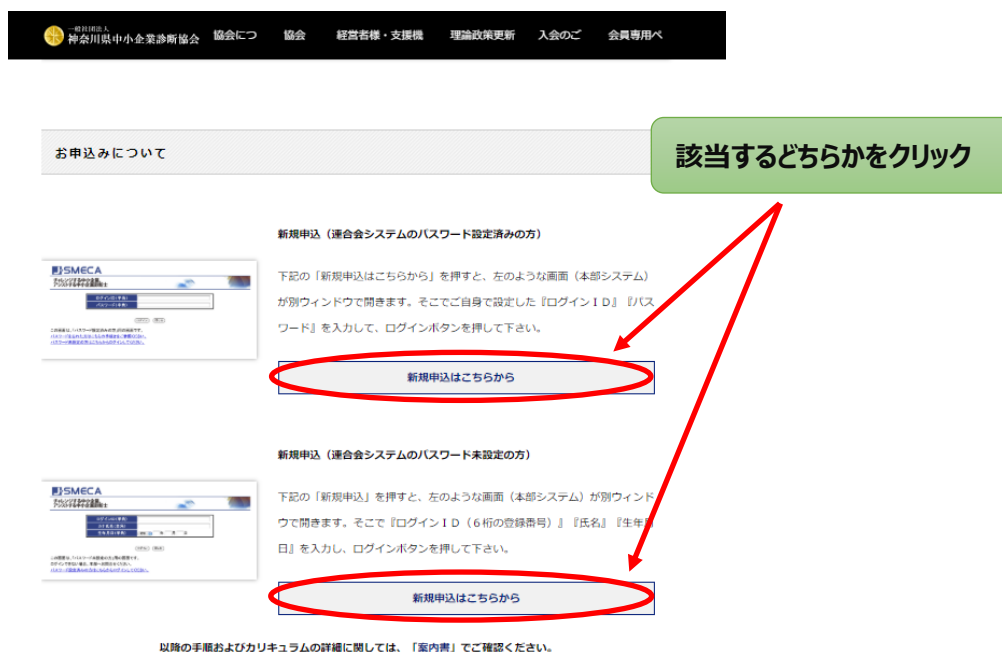 一般社団法人
神奈川県中小企業診断協会
協会につ 協会 経営者様・支援機 理論政策更新 入会のご 会員専用ペ
お申込みについて
該当するどちらかをクリック
新規申込（連合会システムのパスワード設定済みの方）
SMECA
下記の「新規申込はこちらから」を押すと、左のような画面（本部システム）
が別ウィンドウで開きます。そこでご自身で設定した『ログインＩＤ』『パス
ワード』を入力して、ログインボタンを押して下さい。
新規申込はこちらから
新規申込（連合会システムのパスワード未設定の方）
SMECA
下記の「新規申込」を押すと、左のような画面（本部システム）が別ウィンド
ウで開きます。そこで『ログインＩＤ（６桁の登録番号）』『氏名』『生年月
日』を入力し、ログインボタンを押して下さい。
新規申込はこちらから
以降の手順およびカリキュラムの詳細に関しては、「案内書」でご確認ください。